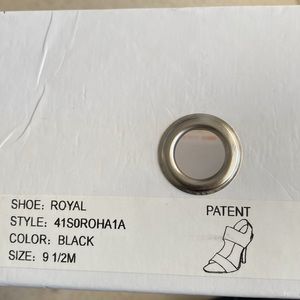 SHOE: ROYAL
STYLE: 41S0ROHA1A
COLOR: BLACK
SIZE: 9 1/2M
PATENT